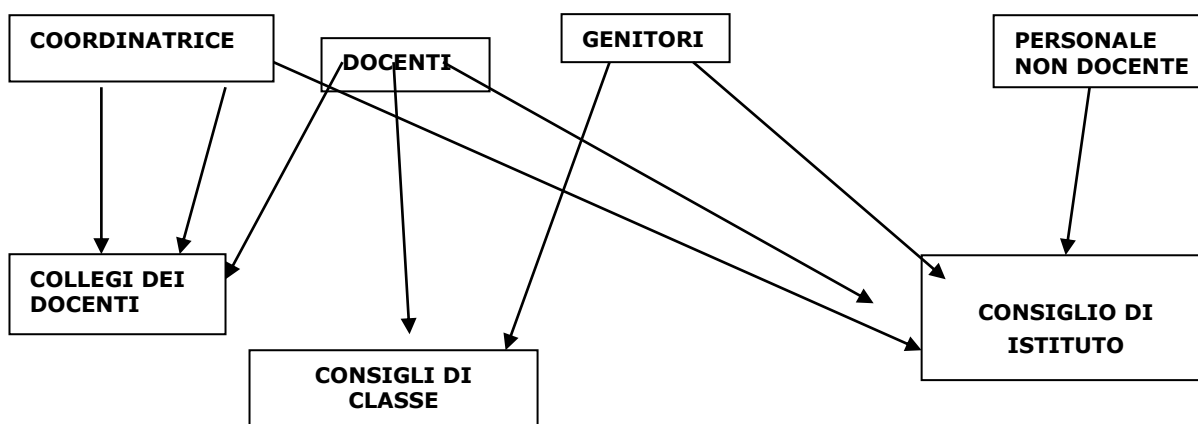 COORDINATRICE
DOCENTI
GENITORI
PERSONALE
NON DOCENTE
COLLEGI DEI
DOCENTI
CONSIGLI DI
CLASSE
CONSIGLIO DI
ISTITUTO